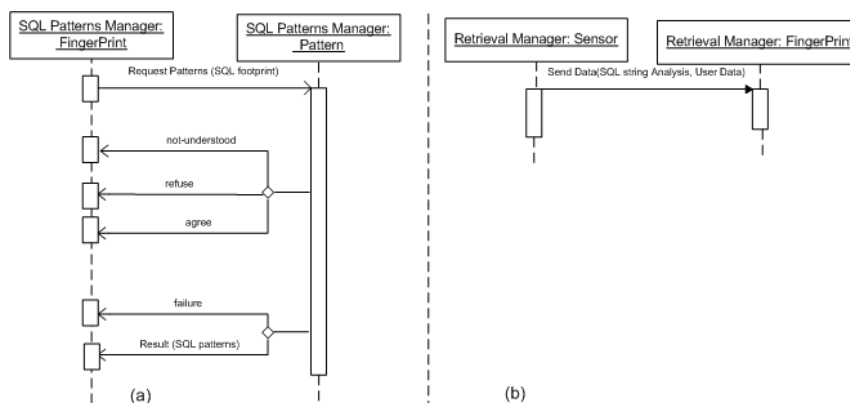 SQL Patterns Manager:
FingerPrint
SQL Patterns Manager:
Pattern
Request Patterns (SQL footprint)
not-understood
refuse
agree
failure
Result (SQL patterns)
(a)
Retrieval Manager: Sensor
Retrieval Manager: FingerPrint
Send Data(SQL string Analysis, User Data)
(b)